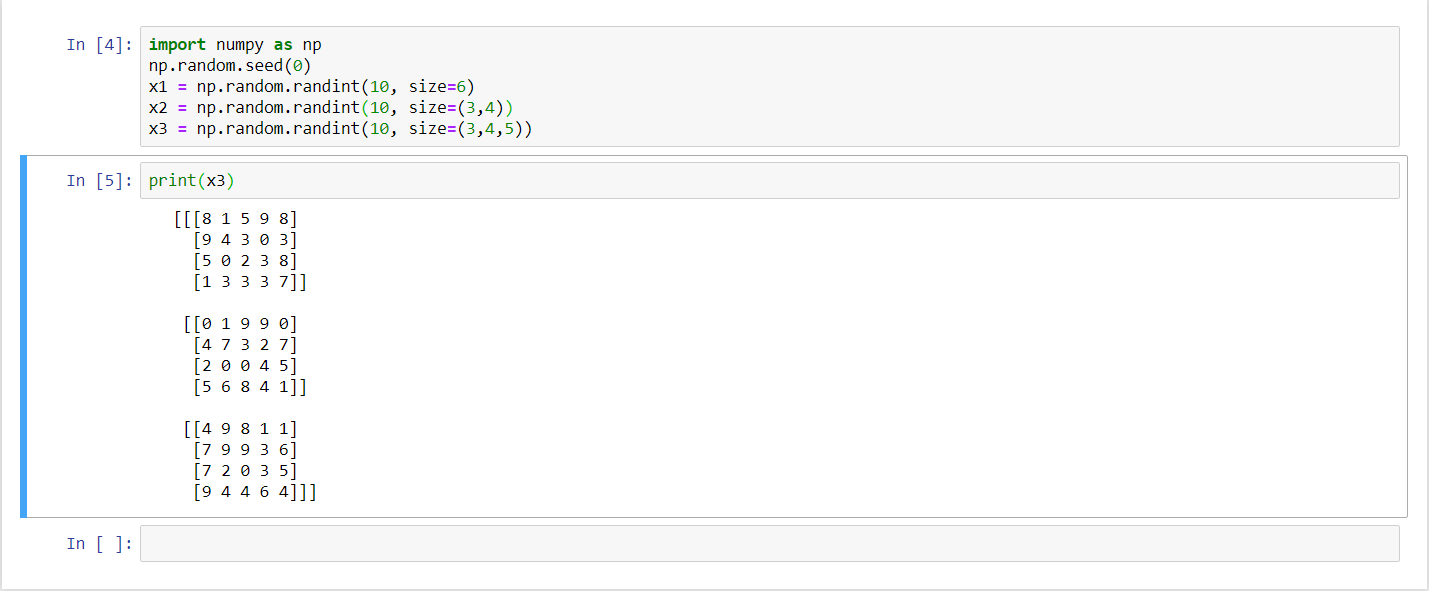 In [4]: import numpy as np
np.random.seed(0)
x1 = np.random.randint(10, size=6)
x2 = np.random.randint(10, size=(3,4))
x3 = np.random.randint(10, size=(3,4,5))
In [5]: print(x3)
[[[8 1 5 9 8]
[9 4 3 0 3]
[5 0 2 3 8]
[1 3 3 3 7]]
[[0 1 9 9 0]
[4 7 3 2 7]
[2 0 0 4 5]
[5 6 8 4 1]]
[[4 9 8 1 1]
[7 9 9 3 6]
[7 2 0 3 5]
[9 4 4 6 4]]]
In [ ]: